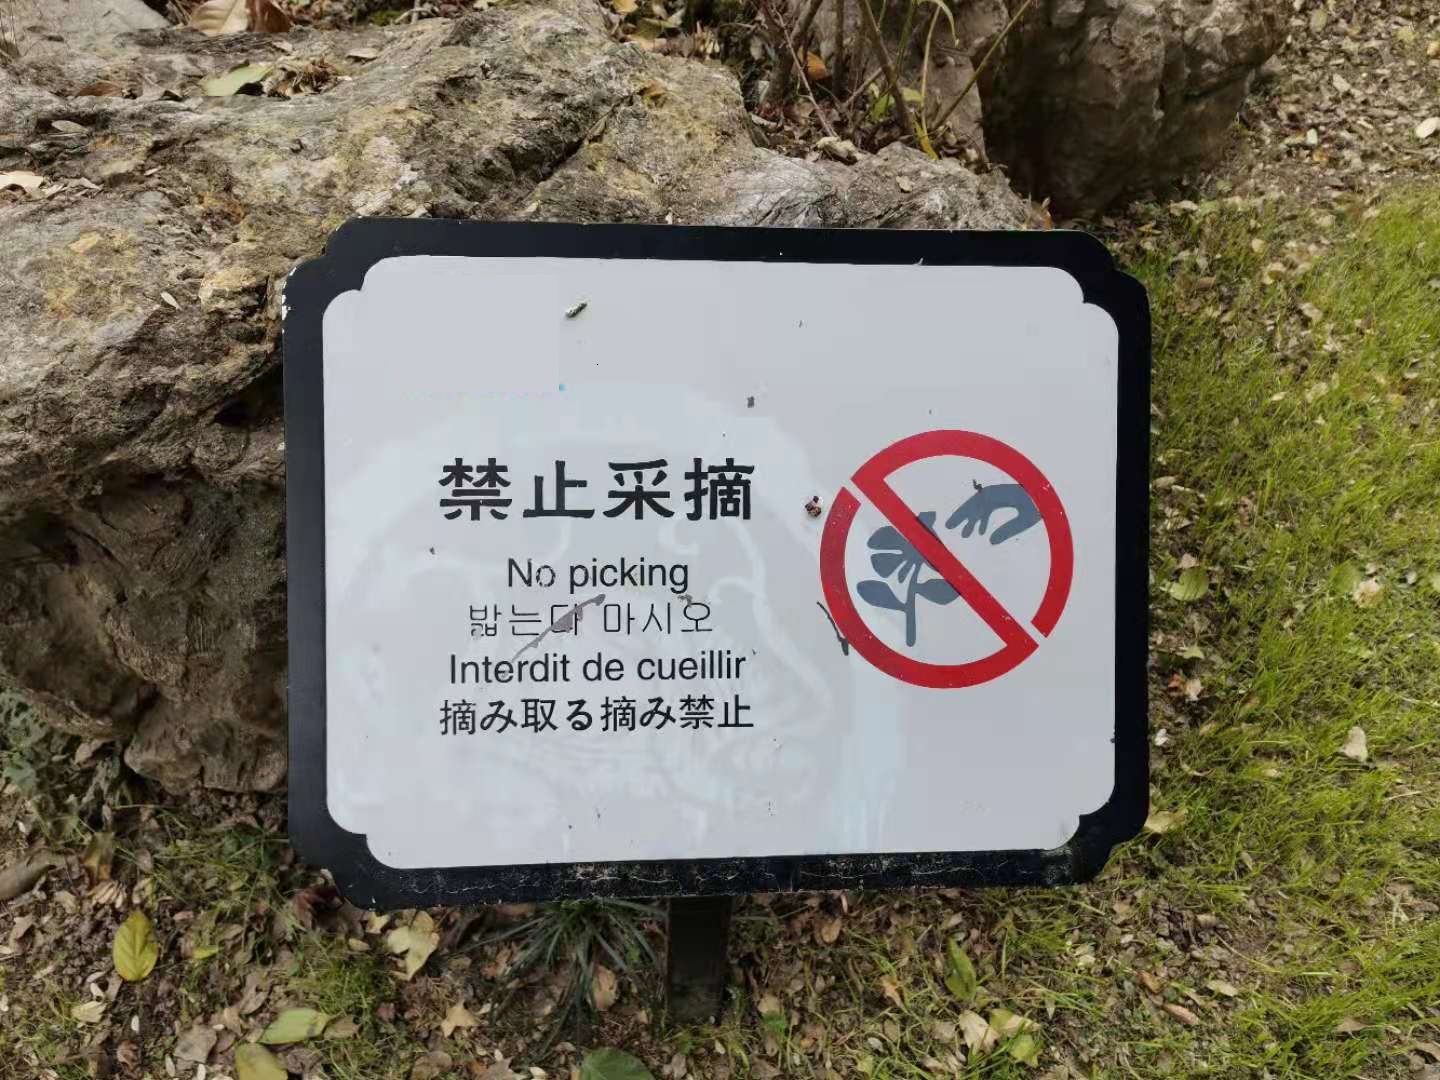 禁止采摘
No picking
밟는다 마시오
Interdit de cueillir
摘み取る摘み禁止